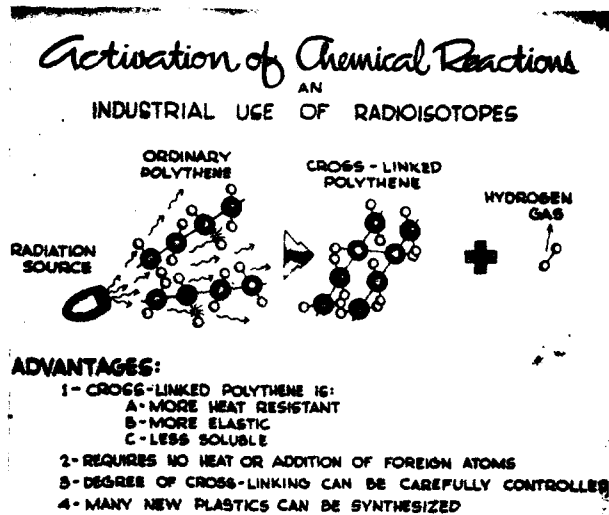 Activation of Chemical Reactions
AN
INDUSTRIAL USE OF RADIOISOTOPES
ORDINARY
POLYTHENE
CROSS-LINKED
POLYTHENE
HYDROGEN
GAS
RADIATION
SOURCE
ADVANTAGES:
1- CROSS-LINKED POLYTHENE IS:
A- MORE HEAT RESISTANT
B- MORE ELASTIC
C- LESS SOLUBLE
2- REQUIRES NO HEAT OR ADDITION OF FOREIGN ATOMS
3- DEGREE OF CROSS-LINKING CAN BE CAREFULLY CONTROLLED
4- MANY NEW PLASTICS CAN BE SYNTHESIZED